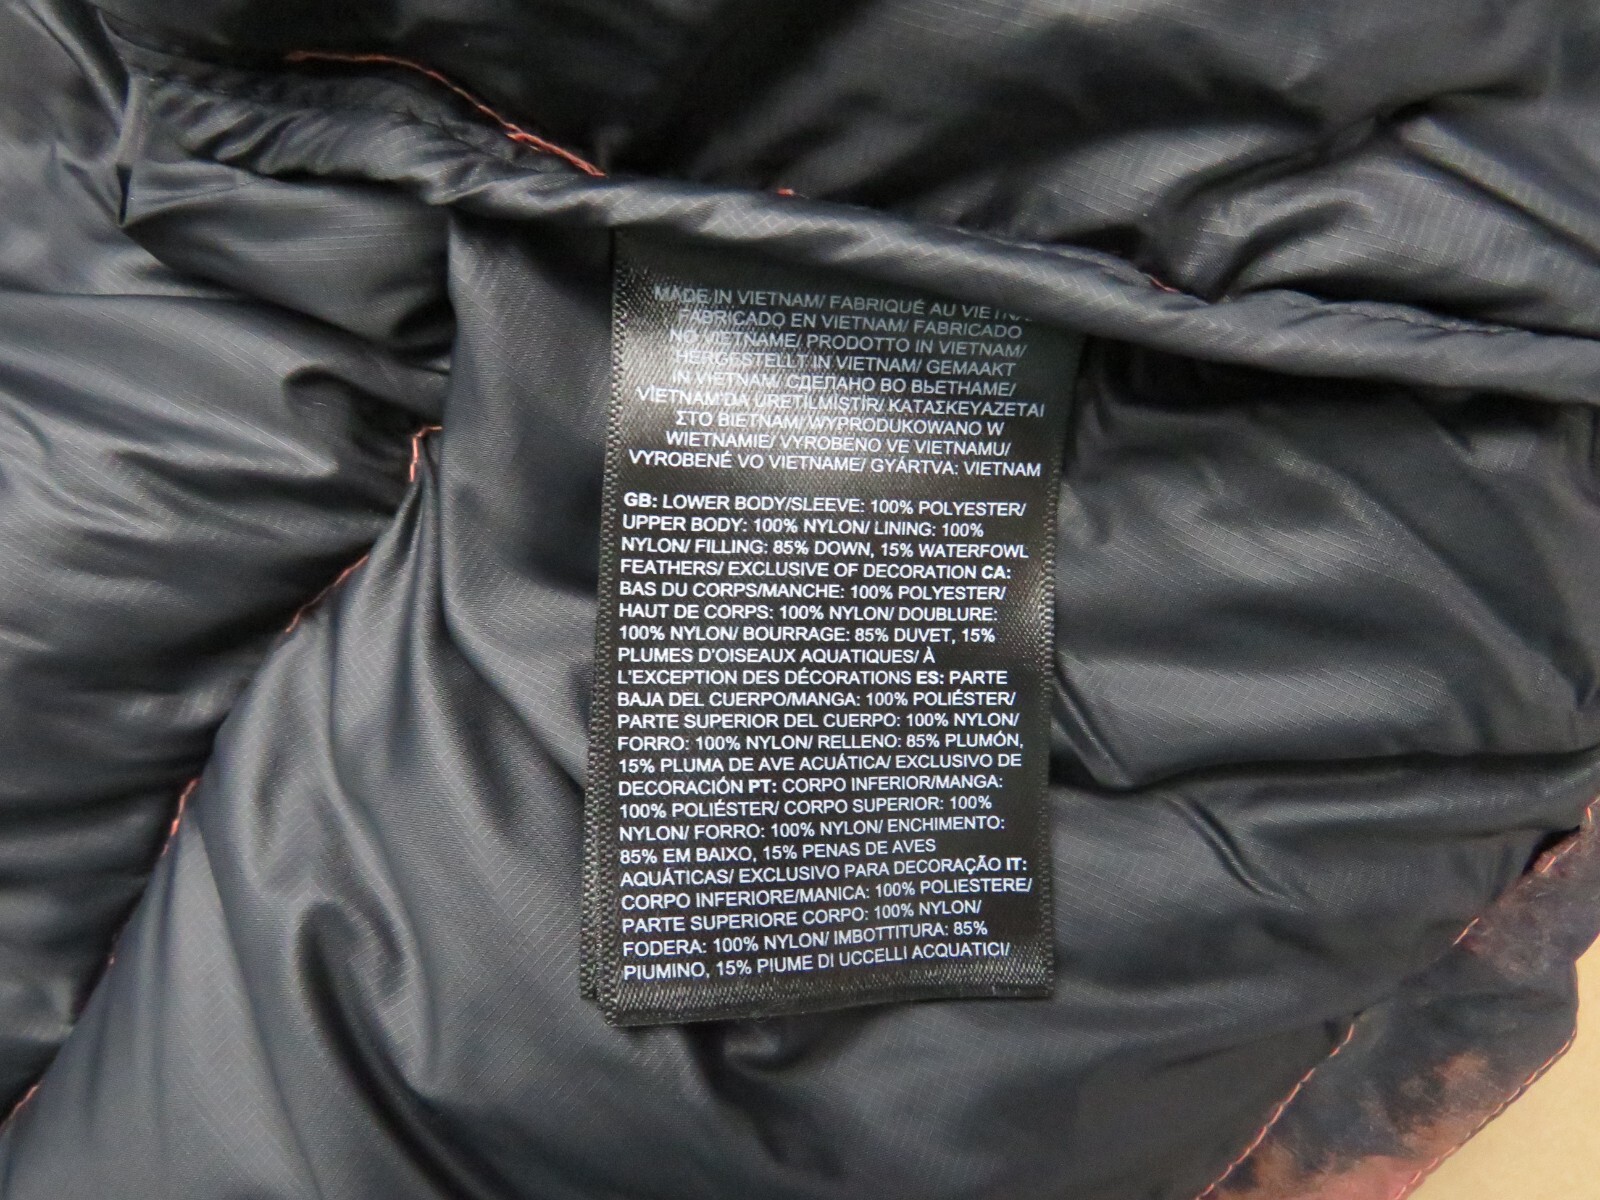 MADE IN VIETNAM/ FABRIQUÉ AU
FABRICADO EN VIETNAM/ FABRICADO
NO VIETNAME/ PRODOTTO IN VIETNAM/
HERGESTELLT IN VIETNAM/ GEMAAKT
IN VIETNAM/ СДЕЛАНО ВО ВЬЕТНАМЕ/
VİETNAM'DA ÜRETİLMİŞTİR/ ΚΑΤΑΣΚΕΥΑΖΕΤΑΙ
ΣΤΟ ΒΙΕΤΝΑΜ/ WYPRODUKOWANO W
WIETNAMIE/ VYROBENO VE VIETNAMU/
VYROBENÉ VO VIETNAME/ GYÁRTVA: VIETNAM
GB: LOWER BODY/SLEEVE: 100% POLYESTER/
UPPER BODY: 100% NYLON/ LINING: 100%
NYLON/ FILLING: 85% DOWN, 15% WATERFOWL
FEATHERS/ EXCLUSIVE OF DECORATION CA:
BAS DU CORPS/MANCHE: 100% POLYESTER/
HAUT DE CORPS: 100% NYLON/ DOUBLURE:
100% NYLON/ BOURRAGE: 85% DUVET, 15%
PLUMES D'OISEAUX AQUATIQUES/ À
L'EXCEPTION DES DÉCORATIONS ES: PARTE
BAJA DEL CUERPO/MANGA: 100% POLIÉSTER/
PARTE SUPERIOR DEL CUERPO: 100% NYLON/
FORRO: 100% NYLON/ RELLENO: 85% PLUMÓN,
15% PLUMA DE AVE ACUÁTICA/ EXCLUSIVO DE
DECORACIÓN PT: CORPO INFERIOR/MANGA:
100% POLIÉSTER/ CORPO SUPERIOR: 100%
NYLON/ FORRO: 100% NYLON/ ENCHIMENTO:
85% EM BAIXO, 15% PENAS DE AVES
AQUÁTICAS/ EXCLUSIVO PARA DECORAÇÃO IT:
CORPO INFERIORE/MANICA: 100% POLIESTERE/
PARTE SUPERIORE CORPO: 100% NYLON/
FODERA: 100% NYLON/ IMBOTTITURA: 85%
PIUMINO, 15% PIUME DI UCCELLI ACQUATICI/